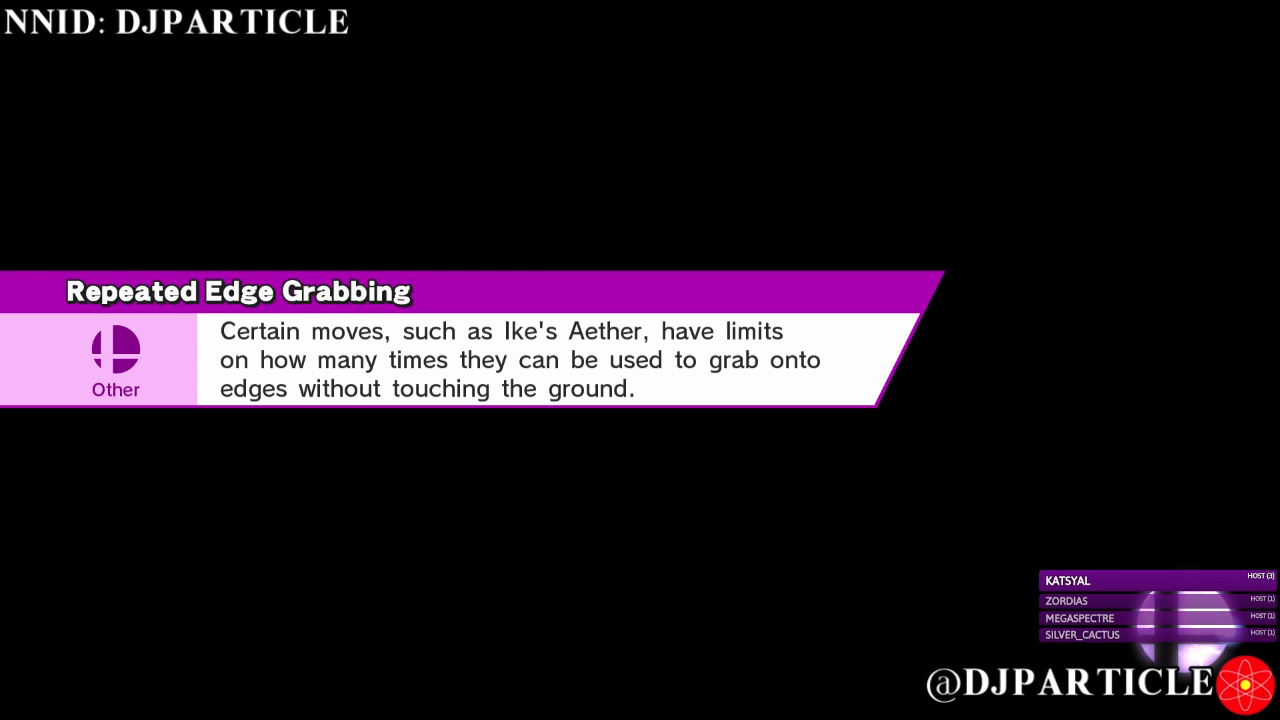 NNID: DJPARTICLE
Repeated Edge Grabbing
Other
Certain moves, such as Ike's Aether, have limits
on how many times they can be used to grab onto
edges without touching the ground.
KATSYAL HOST (3)
ZORDIAS HOST (1)
MEGASPECTRE HOST (1)
SILVER_CACTUS HOST (1)
@DJPARTICLE